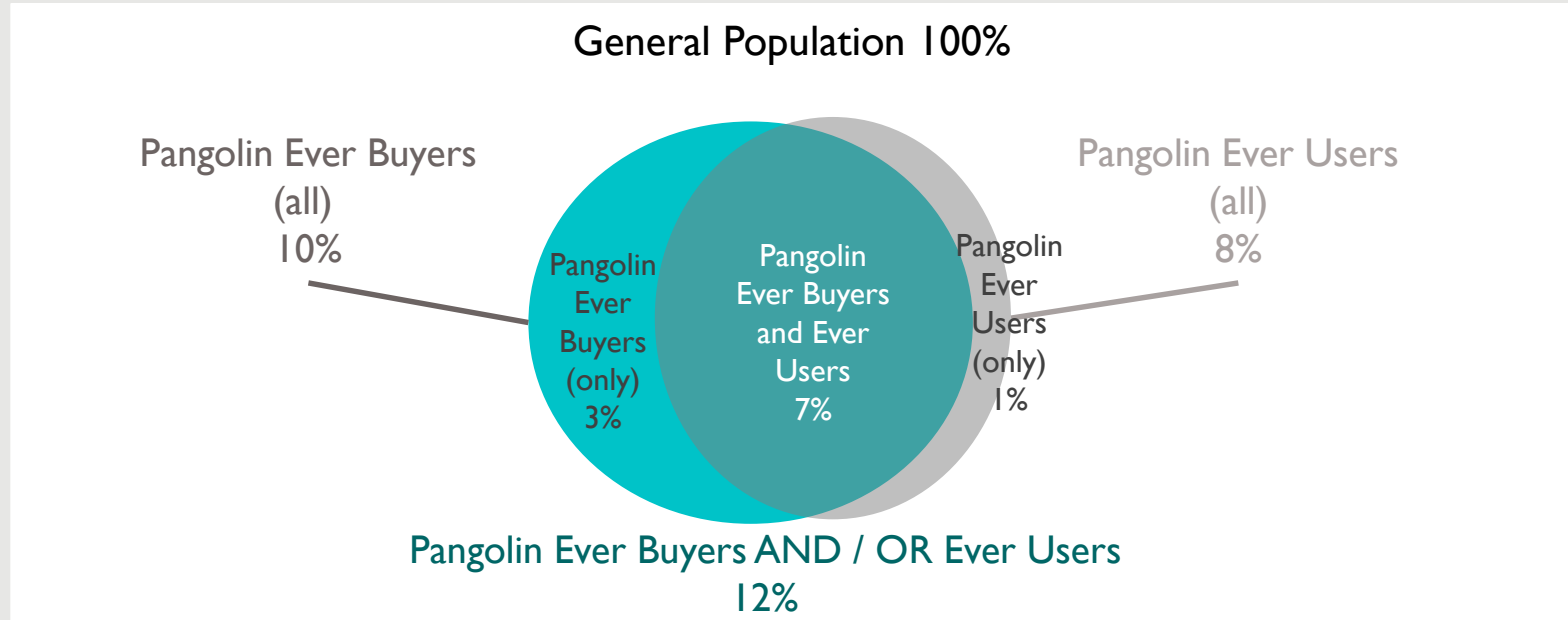 General Population 100%
Pangolin Ever Buyers
(all)
10%
Pangolin
Ever
Buyers
(only)
3%
Pangolin
Ever Buyers
and Ever
Users
7%
Pangolin
Ever
Users
(only)
1%
Pangolin Ever Users
(all)
8%
Pangolin Ever Buyers AND / OR Ever Users
12%